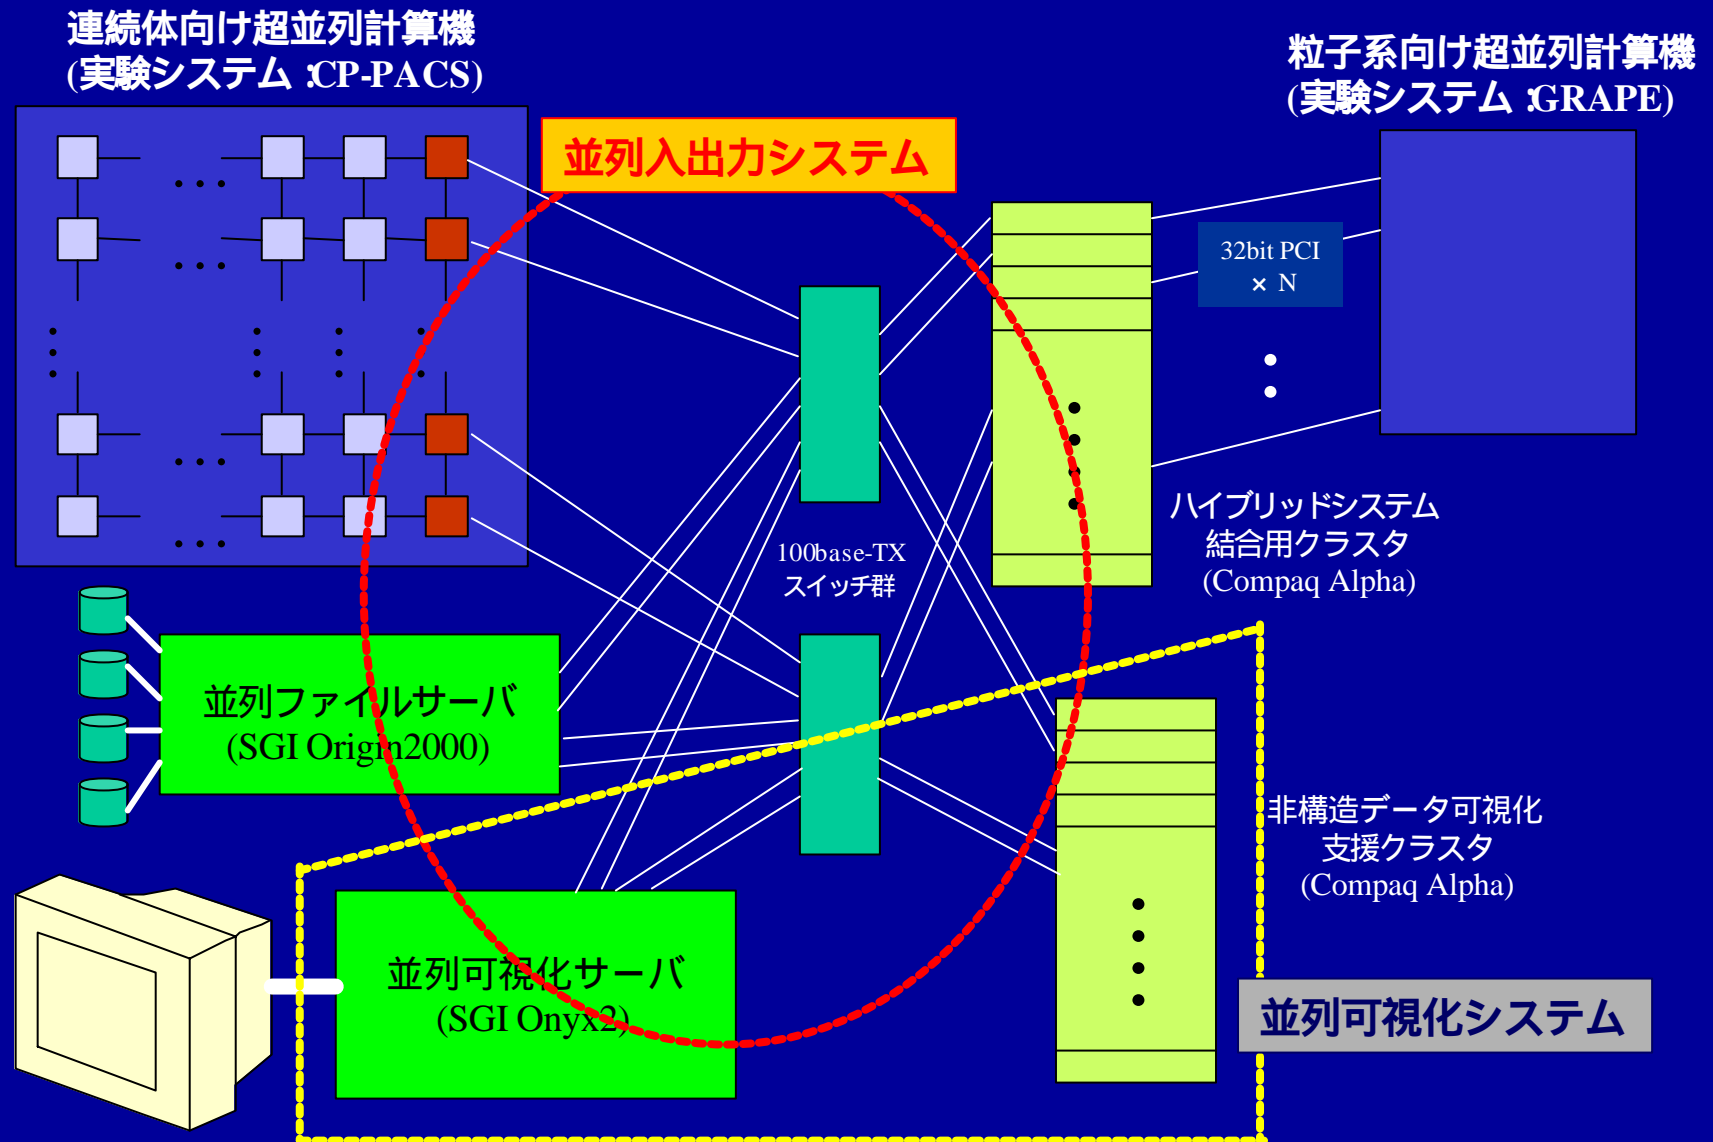 連続体向け超並列計算機
(実験システム：CP-PACS)
粒子系向け超並列計算機
(実験システム：GRAPE)
並列入出力システム
32bit PCI
× N
ハイブリッドシステム
結合用クラスタ
(Compaq Alpha)
100base-TX
スイッチ群
並列ファイルサーバ
(SGI Origin2000)
非構造データ可視化
支援クラスタ
(Compaq Alpha)
並列可視化サーバ
(SGI Onyx2)
並列可視化システム